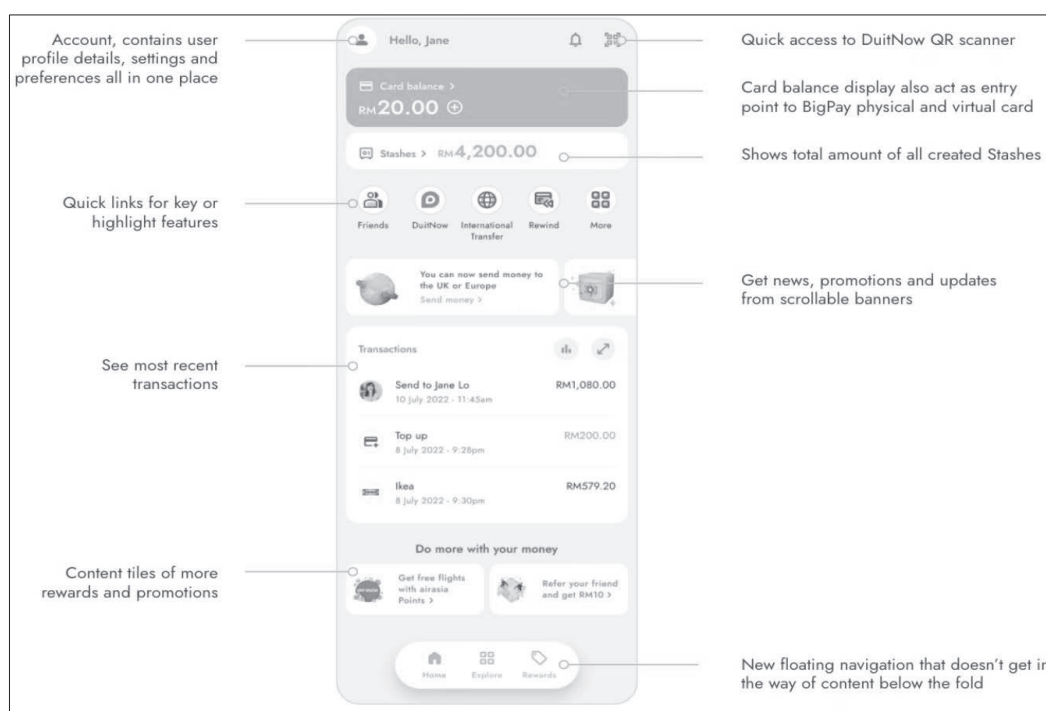 Account, contains user
profile details, settings and
preferences all in one place
Hello, Jane
Quick access to DuitNow QR scanner
Card balance >
RM20.00
Card balance display also act as entry
point to BigPay physical and virtual card
Stashes > RM4,200.00
Shows total amount of all created Stashes
Quick links for key or
highlight features
Friends
DuitNow
International
Transfer
Rewind
More
You can now send money to
the UK or Europe
Send money >
Get news, promotions and updates
from scrollable banners
See most recent
transactions
Transactions
Send to Jane Lo RM1,080.00
10 July 2022 - 11:45am
Top up RM200.00
8 July 2022 - 9:28pm
Ikea RM579.20
8 July 2022 - 9:30pm
Do more with your money
Content tiles of more
rewards and promotions
Get free flights
with airasia
Points >
Refer your friend
and get RM10 >
Home Explore Rewards
New floating navigation that doesn't get in
the way of content below the fold